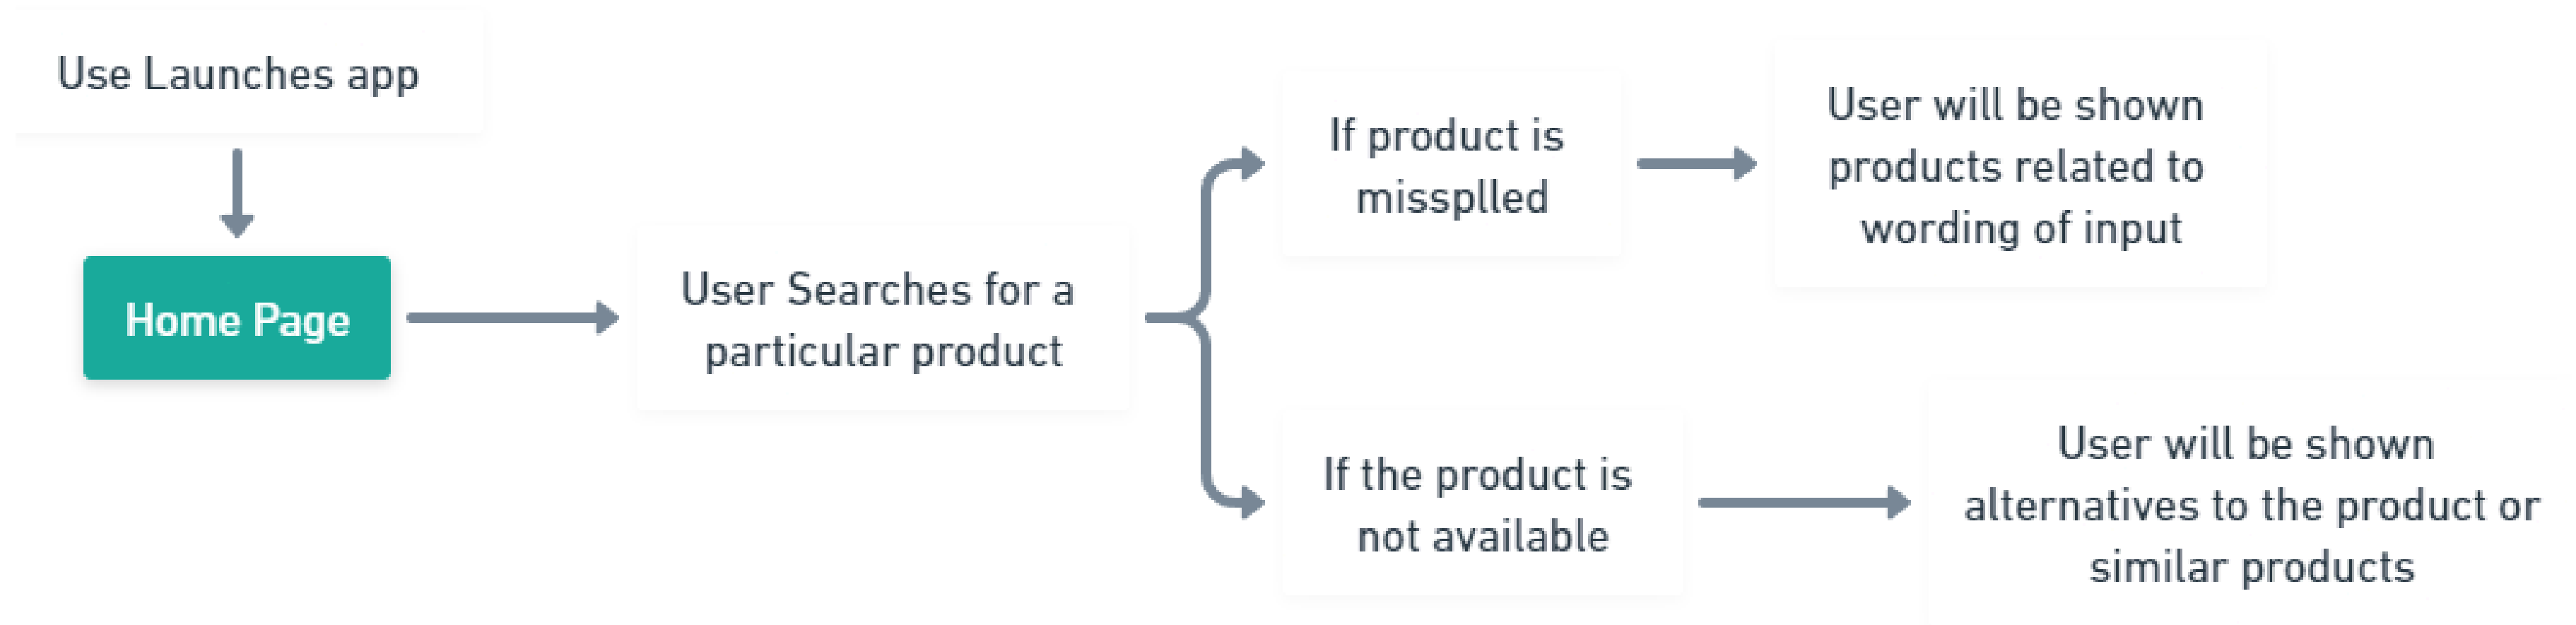 Use Launches app
Home Page
User Searches for a
particular product
If product is
missplled
User will be shown
products related to
wording of input
If the product is
not available
User will be shown
alternatives to the product or
similar products